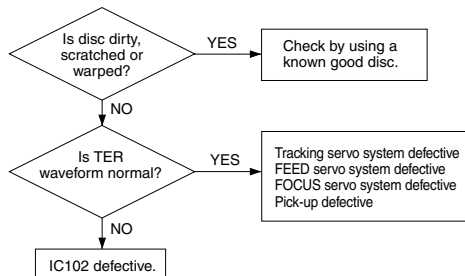 Is disc dirty,
scratched or
warped?
YES
Check by using a
known good disc.
NO
Is TER
waveform normal?
YES
Tracking servo system defective
FEED servo system defective
FOCUS servo system defective
Pick-up defective
NO
IC102 defective.